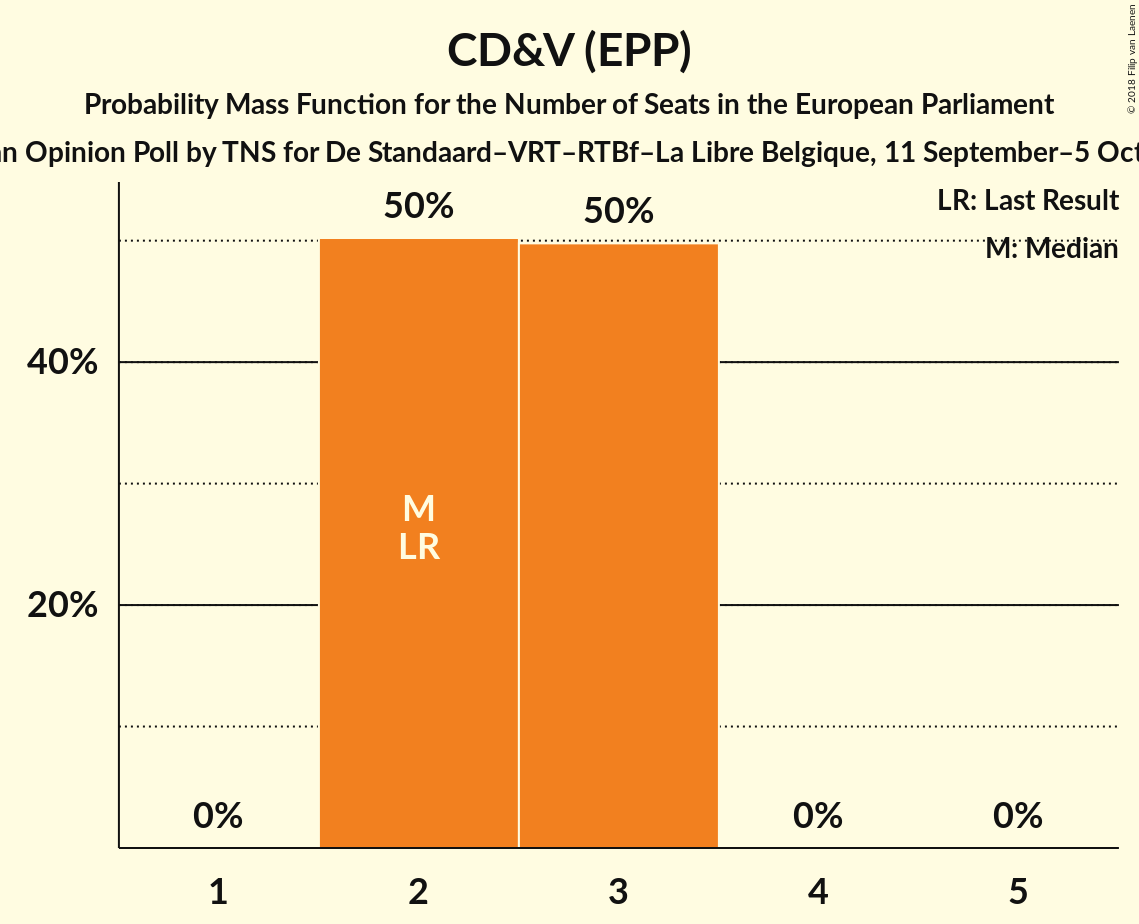 CD&V (EPP)
Probability Mass Function for the Number of Seats in the European Parliament
an Opinion Poll by TNS for De Standaard–VRT–RTBf–La Libre Belgique, 11 September–5 Oct
© 2018 Filip van Laenen
LR: Last Result
M: Median
50%
50%
40%
20%
M
LR
0%
0%
0%
1
2
3
4
5